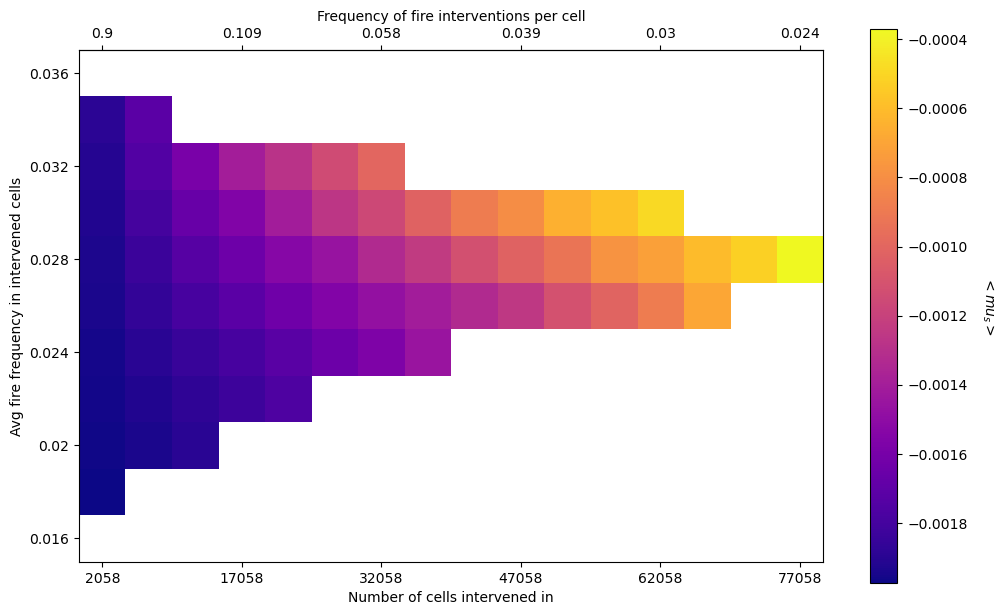 Frequency of fire interventions per cell
0.9 0.109 0.058 0.039 0.03 0.024
0.036
0.032
0.028
0.024
0.02
0.016
Avg fire frequency in intervened cells
2058 17058 32058 47058 62058 77058
Number of cells intervened in
−0.0004
−0.0006
−0.0008
−0.0010
−0.0012
−0.0014
−0.0016
−0.0018
< mu_s >